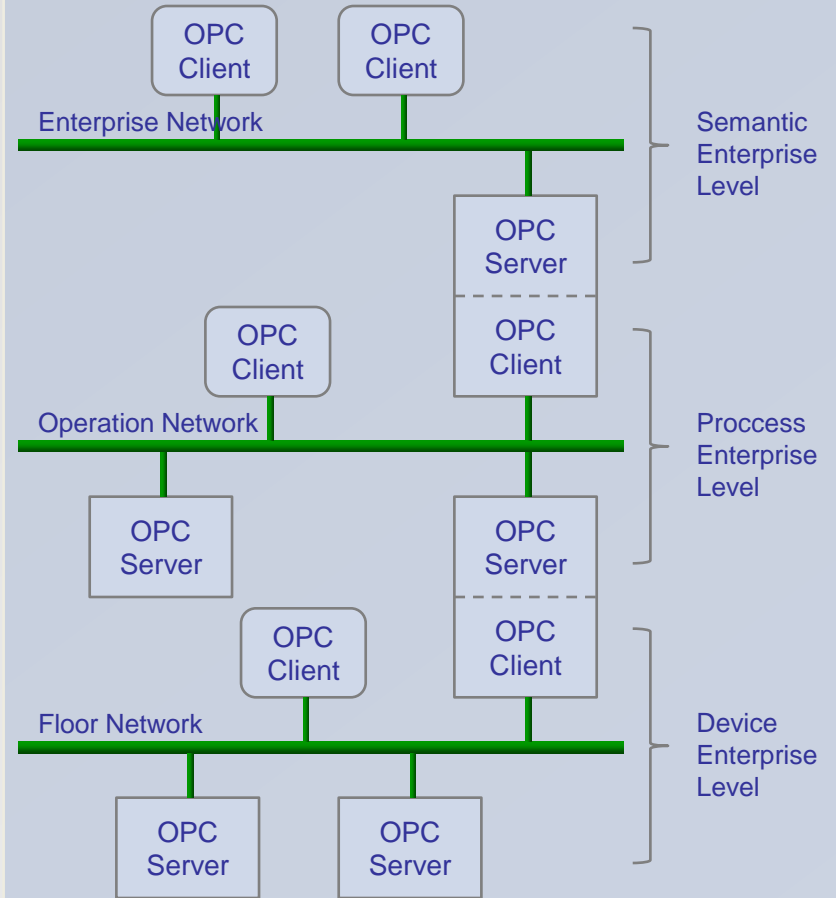 OPC
Client
OPC
Client
Enterprise Network
Semantic
Enterprise
Level
OPC
Server
OPC
Client
OPC
Client
Operation Network
Proccess
Enterprise
Level
OPC
Server
OPC
Server
OPC
Client
OPC
Client
Floor Network
Device
Enterprise
Level
OPC
Server
OPC
Server